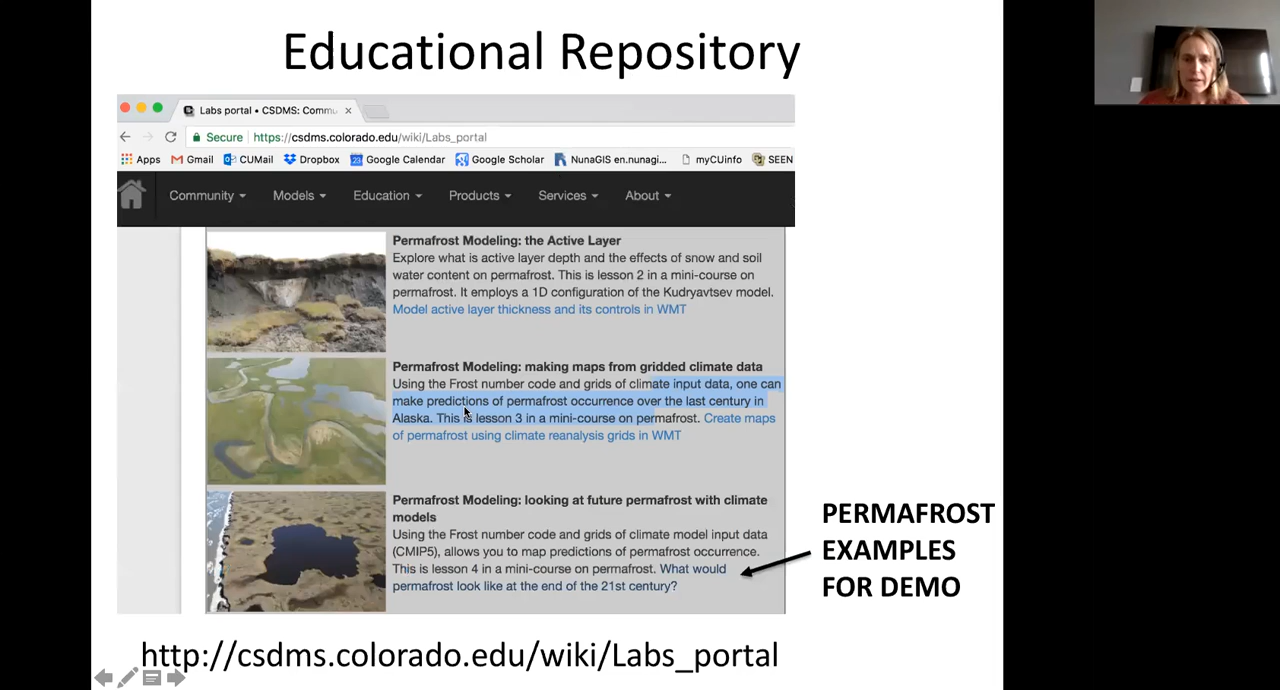 Educational Repository
Labs portal • CSDMS: Commu
Secure https://csdms.colorado.edu/wiki/Labs_portal
Apps Gmail CUMail Dropbox Google Calendar Google Scholar NunaGIS en.nunagi... myCUinfo SEEN
23
Community Models Education Products Services About
Permafrost Modeling: the Active Layer
Explore what is active layer depth and the effects of snow and soil
water content on permafrost. This is lesson 2 in a mini-course on
permafrost. It employs a 1D configuration of the Kudryavtsev model.
Model active layer thickness and its controls in WMT
Permafrost Modeling: making maps from gridded climate data
Using the Frost number code and grids of climate input data, one can
make predictions of permafrost occurrence over the last century in
Alaska. This is lesson 3 in a mini-course on permafrost. Create maps
of permafrost using climate reanalysis grids in WMT
Permafrost Modeling: looking at future permafrost with climate
models
Using the Frost number code and grids of climate model input data
(CMIP5), allows you to map predictions of permafrost occurrence.
This is lesson 4 in a mini-course on permafrost. What would
permafrost look like at the end of the 21st century?
PERMAFROST
EXAMPLES
FOR DEMO
http://csdms.colorado.edu/wiki/Labs_portal